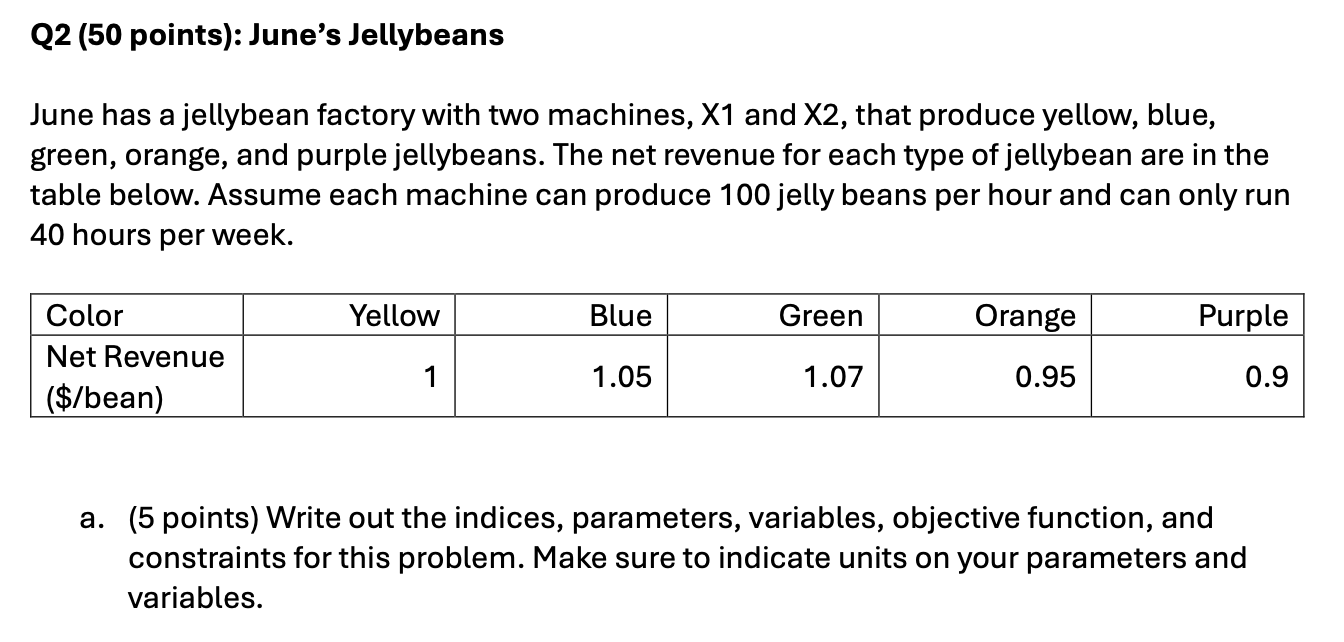 Q2 (50 points): June’s Jellybeans
June has a jellybean factory with two machines, X1 and X2, that produce yellow, blue,
green, orange, and purple jellybeans. The net revenue for each type of jellybean are in the
table below. Assume each machine can produce 100 jelly beans per hour and can only run
40 hours per week.
Color Yellow Blue Green Orange Purple
Net Revenue
($/bean) 1 1.05 1.07 0.95 0.9
a. (5 points) Write out the indices, parameters, variables, objective function, and
constraints for this problem. Make sure to indicate units on your parameters and
variables.